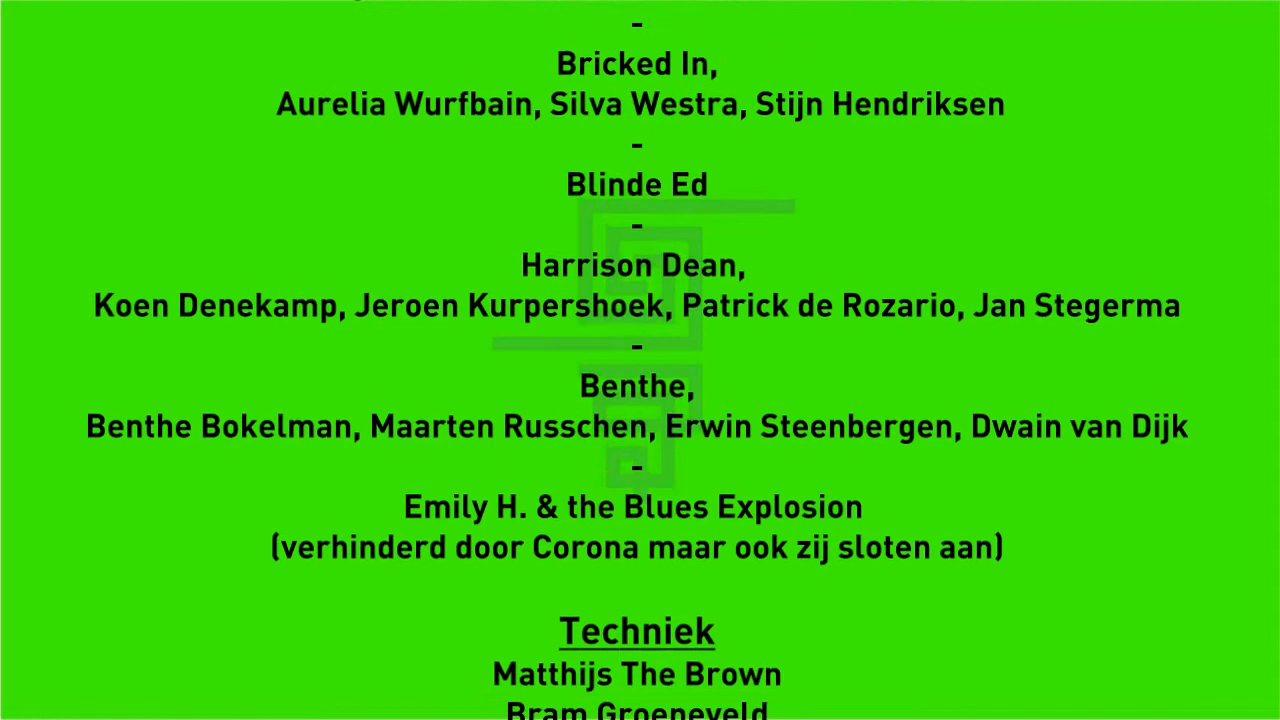 -
Bricked In,
Aurelia Wurfbain, Silva Westra, Stijn Hendriksen
-
Blinde Ed
-
Harrison Dean,
Koen Denekamp, Jeroen Kurpershoek, Patrick de Rozario, Jan Stegerma
-
Benthe,
Benthe Bokelman, Maarten Russchen, Erwin Steenbergen, Dwain van Dijk
-
Emily H. & the Blues Explosion
(verhinderd door Corona maar ook zij sloten aan)
Techniek
Matthijs The Brown
Bram Groeneveld